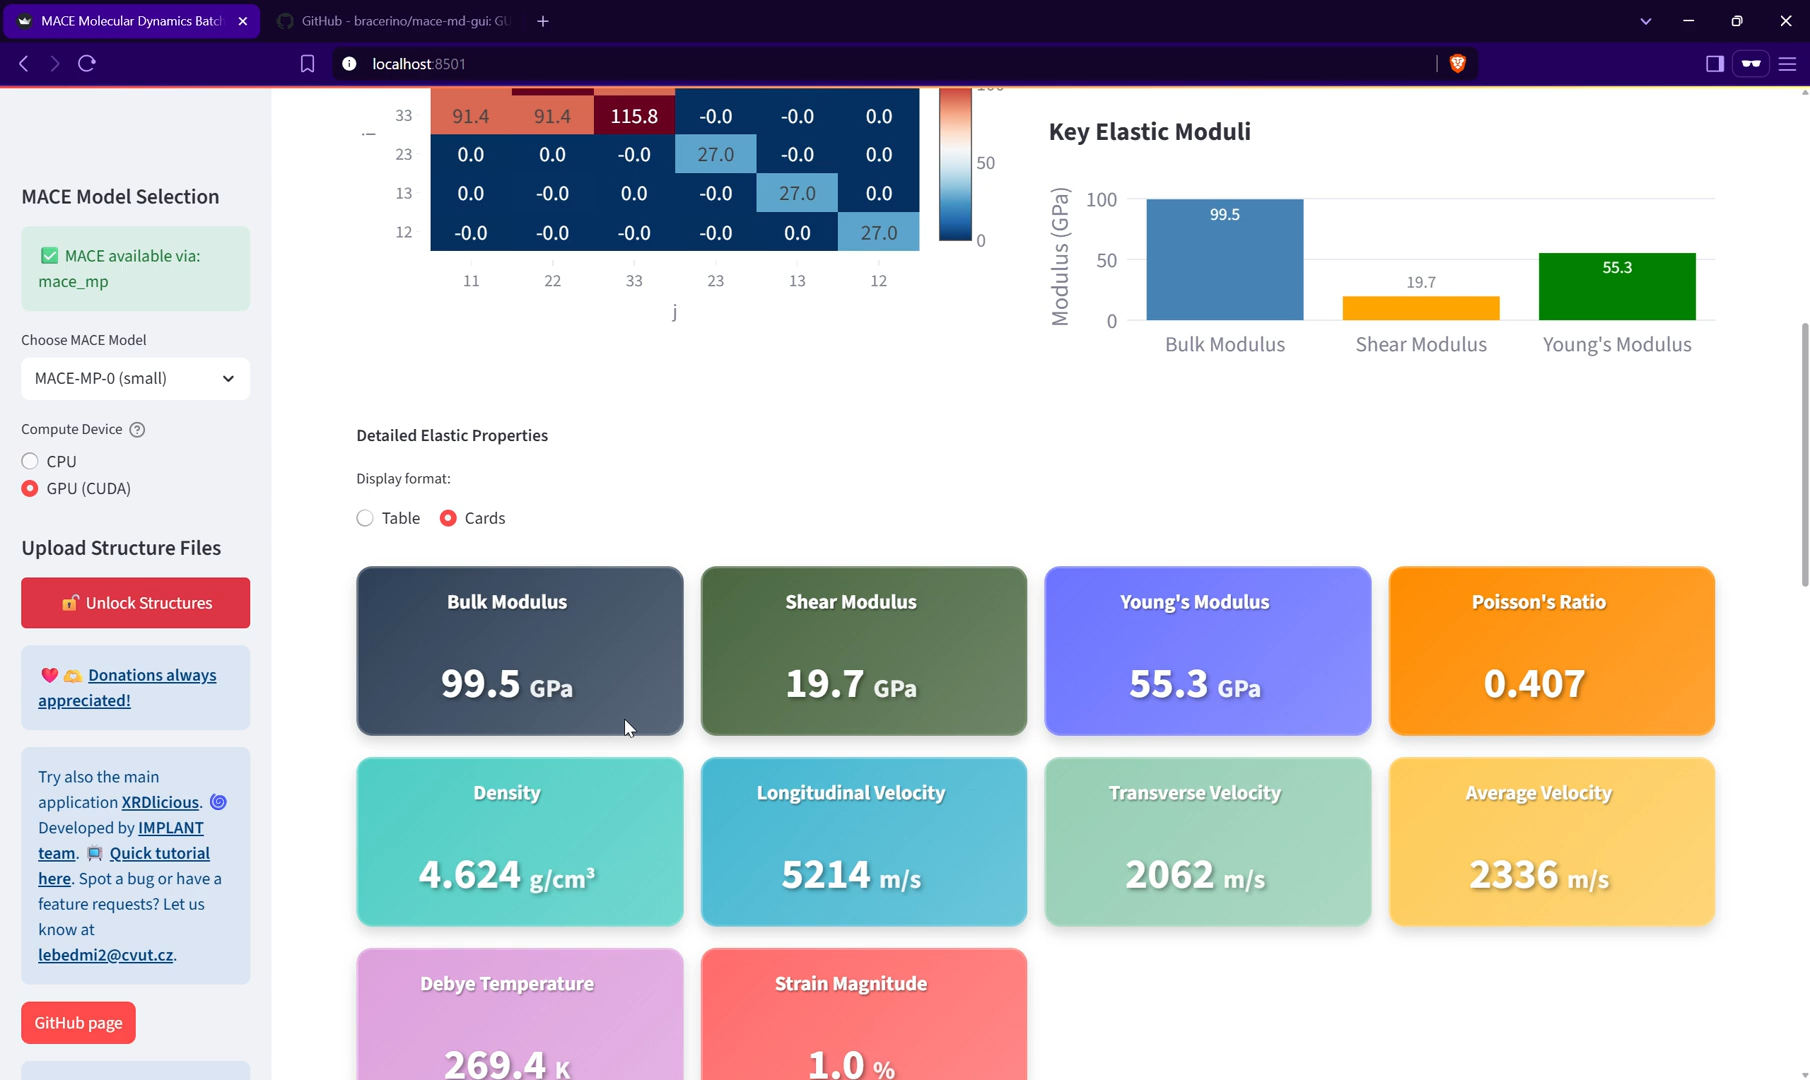 MACE Molecular Dynamics Batch
GitHub - bracerino/mace-md-gui: GU
localhost:8501
MACE Model Selection
✅ MACE available via:
mace_mp
Choose MACE Model
MACE-MP-0 (small)
Compute Device
CPU
GPU (CUDA)
Upload Structure Files
🔓 Unlock Structures
❤️ 🫶 Donations always
appreciated!
Try also the main
application XRDlicious. 🌀
Developed by IMPLANT
team. 📺 Quick tutorial
here. Spot a bug or have a
feature requests? Let us
know at
lebedmi2@cvut.cz.
GitHub page
33 91.4 91.4 115.8 -0.0 -0.0 0.0
23 0.0 0.0 -0.0 27.0 -0.0 0.0
13 0.0 -0.0 0.0 -0.0 27.0 0.0
12 -0.0 -0.0 -0.0 -0.0 0.0 27.0
11 22 33 23 13 12
i
j
50
0
Key Elastic Moduli
Modulus (GPa)
100
50
0
99.5
19.7
55.3
Bulk Modulus Shear Modulus Young's Modulus
Detailed Elastic Properties
Display format:
Table Cards
Bulk Modulus
99.5 GPa
Shear Modulus
19.7 GPa
Young's Modulus
55.3 GPa
Poisson's Ratio
0.407
Density
4.624 g/cm³
Longitudinal Velocity
5214 m/s
Transverse Velocity
2062 m/s
Average Velocity
2336 m/s
Debye Temperature
269.4 K
Strain Magnitude
1.0 %